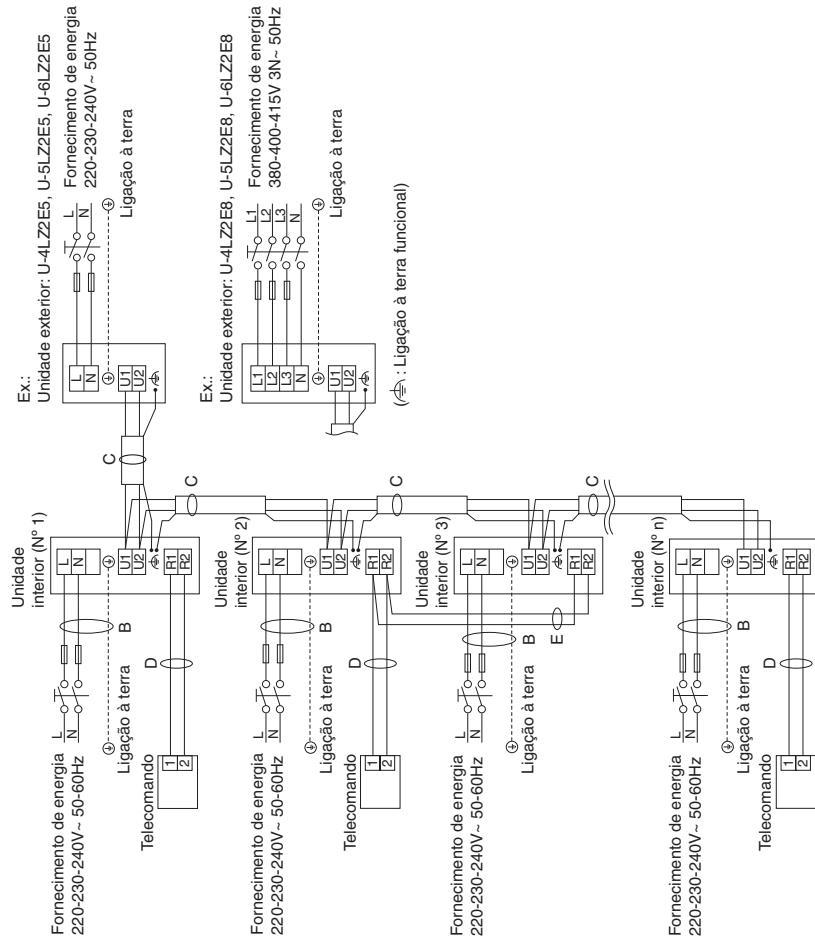 Ex.:
Unidade exterior: U-4LZ2E5, U-5LZ2E5, U-6LZ2E5
Fornecimento de energia
220-230-240V ~ 50Hz
L
N
Ligação à terra
L
N
U1
U2
Ex.:
Unidade exterior: U-4LZ2E8, U-5LZ2E8, U-6LZ2E8
Fornecimento de energia
380-400-415V 3N~ 50Hz
L1
L2
L3
N
Ligação à terra
L1
L2
L3
N
U1
U2
( : Ligação à terra funcional)
C
Unidade
interior (Nº 1)
L
N
U1
U2
R1
R2
B
D
L
N
Fornecimento de energia
220-230-240V ~ 50-60Hz
Ligação à terra
Telecomando
1
2
C
Unidade
interior (Nº 2)
L
N
U1
U2
R1
R2
B
D
L
N
Fornecimento de energia
220-230-240V ~ 50-60Hz
Ligação à terra
Telecomando
1
2
C
Unidade
interior (Nº 3)
L
N
U1
U2
R1
R2
B
E
L
N
Fornecimento de energia
220-230-240V ~ 50-60Hz
Ligação à terra
C
Unidade
interior (Nº n)
L
N
U1
U2
R1
R2
B
D
L
N
Fornecimento de energia
220-230-240V ~ 50-60Hz
Ligação à terra
Telecomando
1
2